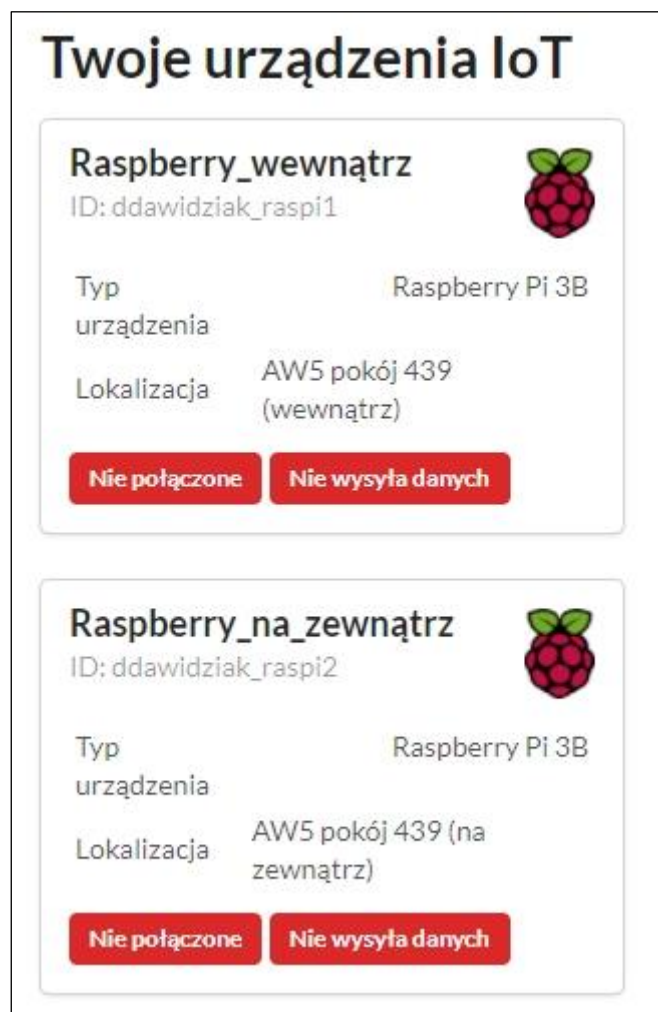 Twoje urządzenia IoT
Raspberry_wewnątrz
ID: ddawidziak_raspi1
Typ urządzenia
Raspberry Pi 3B
Lokalizacja
AW5 pokój 439
(wewnątrz)
Nie połączone
Nie wysyła danych
Raspberry_na_zewnątrz
ID: ddawidziak_raspi2
Typ urządzenia
Raspberry Pi 3B
Lokalizacja
AW5 pokój 439 (na
zewnątrz)
Nie połączone
Nie wysyła danych